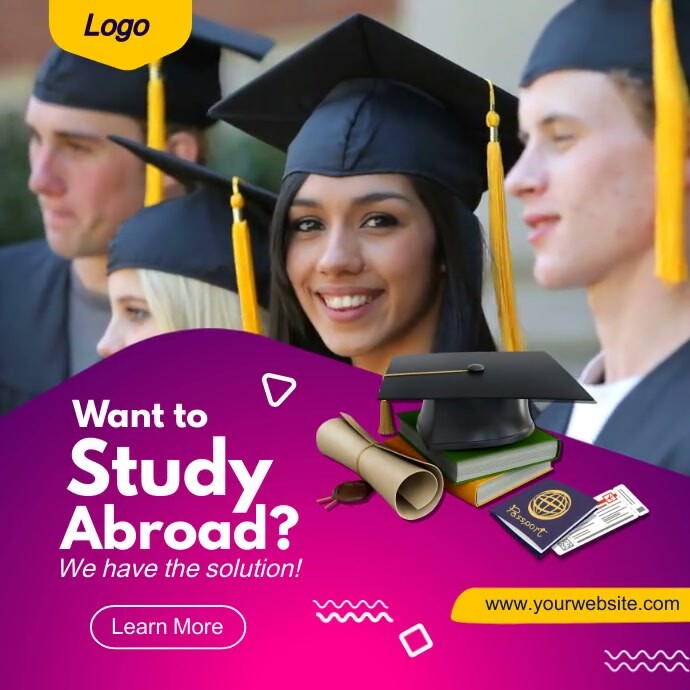 Logo
Want to
Study
Abroad?
We have the solution!
Passport
Learn More
www.yourwebsite.com